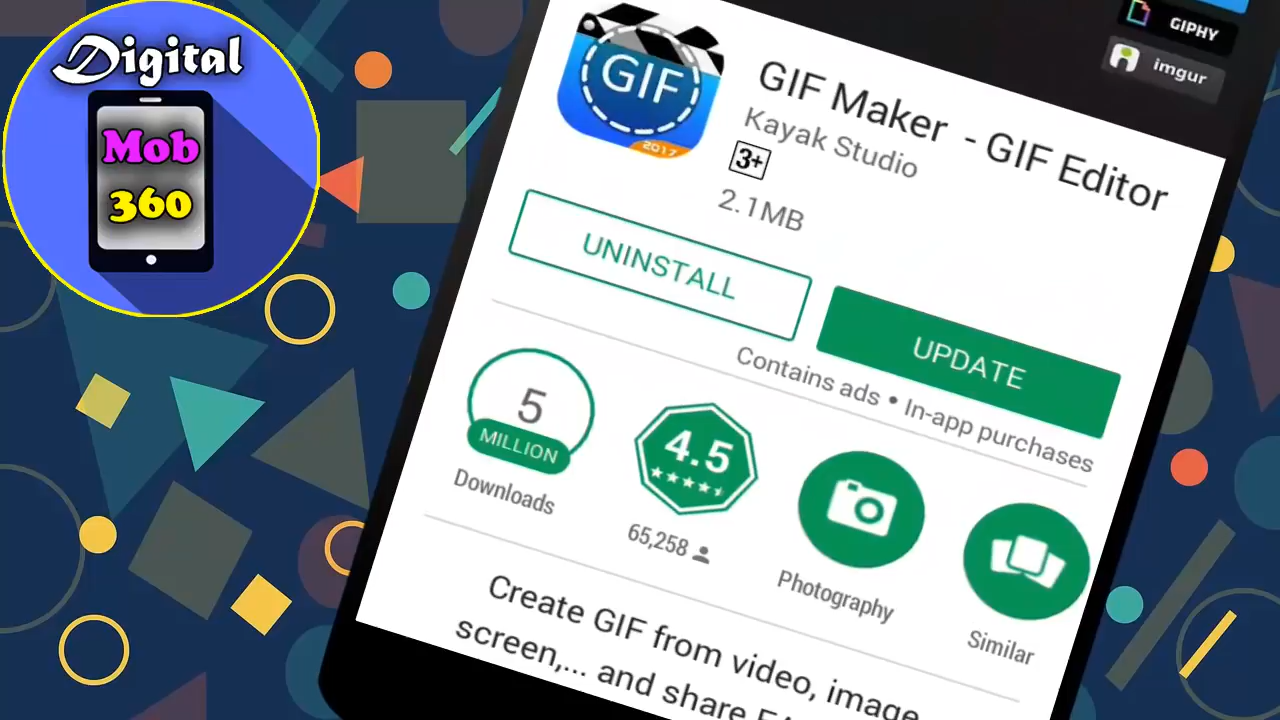 Digital
Mob
360
GIPHY
imgur
GIF
2017
GIF Maker - GIF Editor
Kayak Studio
3+
2.1MB
UNINSTALL
UPDATE
Contains ads • In-app purchases
5
MILLION
Downloads
4.5
65,258
Photography
Similar
Create GIF from video, image,
screen,... and share